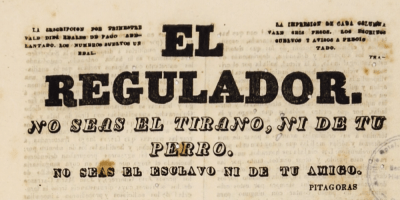 LA INSCRIPCION POR TRIMESTRE
VALE DIEZ REALES DE PAGO ADE-
LANTADO. LOS NUMEROS SUELTOS UN
REAL.
EL
LA IMPRESION DE CADA COLUMNA
VALE SEIS PESOS. LOS ESCRITOS
SUELTOS Y AVISOS A PRECIO
TADO.
REGULADOR.
NO SEAS EL TIRANO, NI DE TU
PERRO.
NO SEAS EL ESCLAVO NI DE TU AMIGO.
PITAGORAS